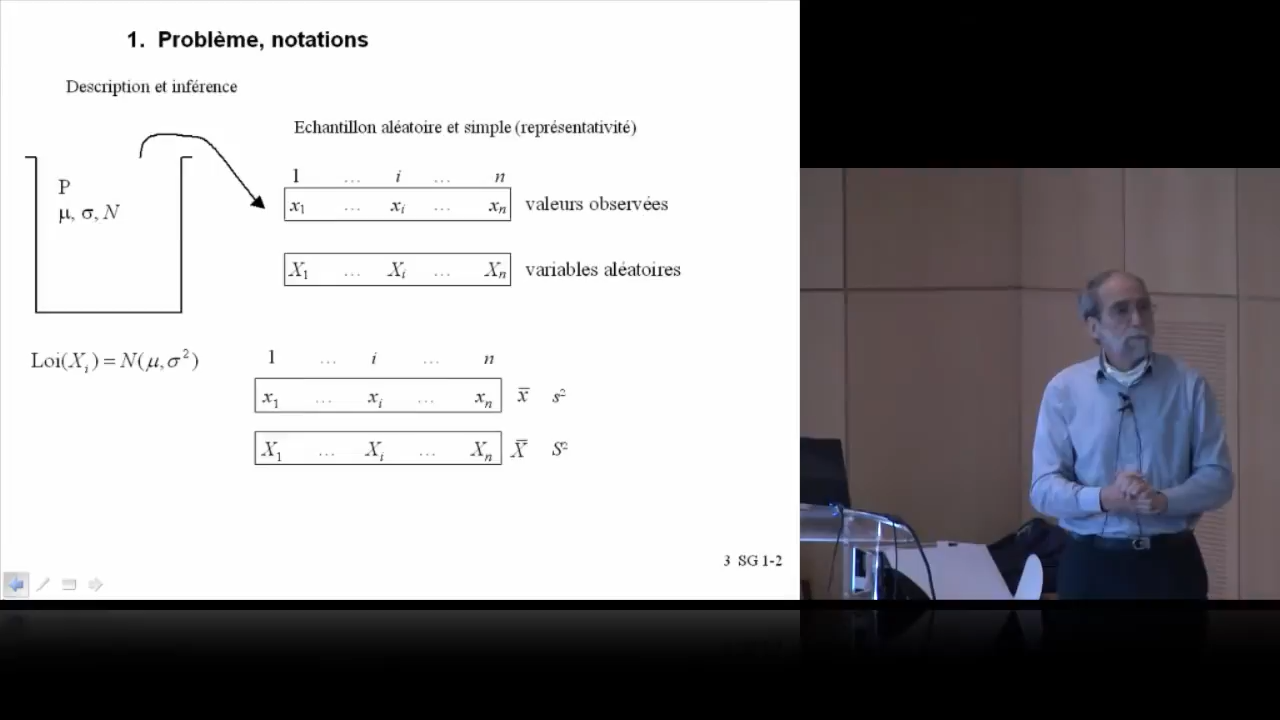 1. Problème, notations
Description et inférence
Echantillon aléatoire et simple (représentativité)
P
μ, σ, N
1 … i … n
x₁ … xᵢ … xₙ valeurs observées
X₁ … Xᵢ … Xₙ variables aléatoires
Loi(Xᵢ) = N(μ, σ²)
1 … i … n
x₁ … xᵢ … xₙ x̄ s²
X₁ … Xᵢ … Xₙ X̄ S²
3 SG 1-2